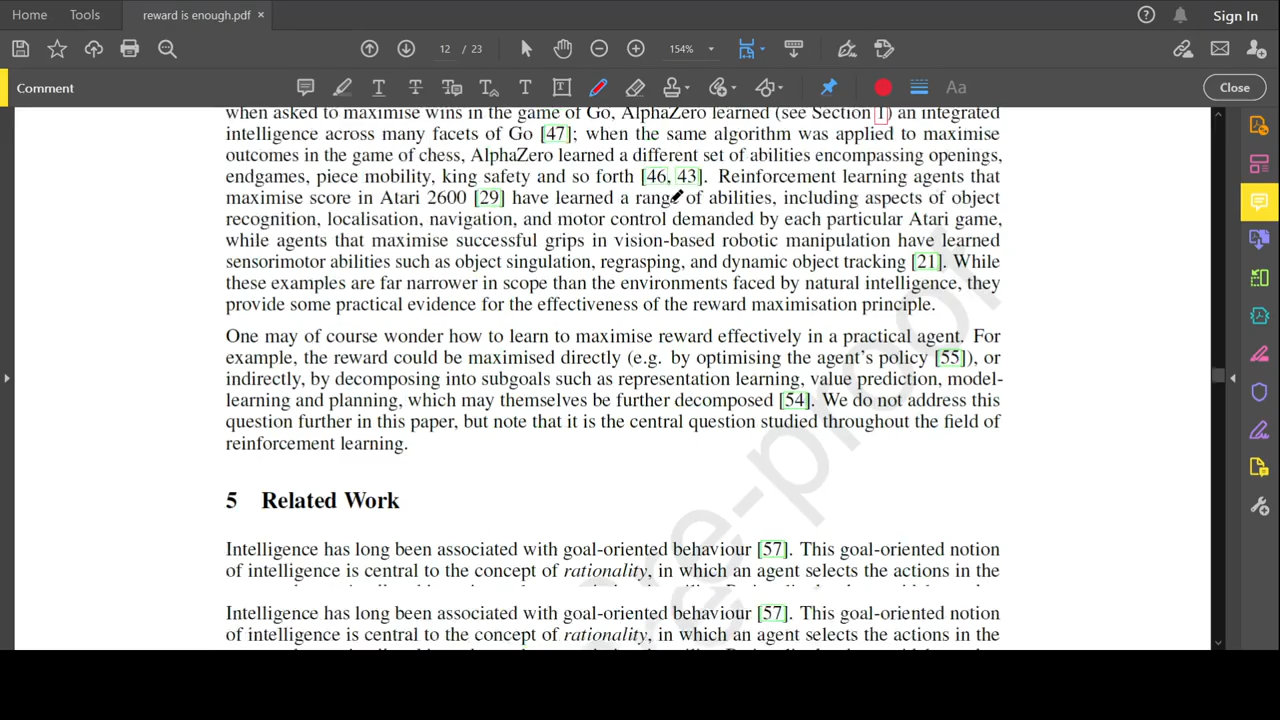 Home Tools reward is enough.pdf × Sign In
12 / 23 154%
Comment Aa Close
when asked to maximise wins in the game of Go, AlphaZero learned (see Section 1) an integrated
intelligence across many facets of Go [47]; when the same algorithm was applied to maximise
outcomes in the game of chess, AlphaZero learned a different set of abilities encompassing openings,
endgames, piece mobility, king safety and so forth [46, 43]. Reinforcement learning agents that
maximise score in Atari 2600 [29] have learned a range of abilities, including aspects of object
recognition, localisation, navigation, and motor control demanded by each particular Atari game,
while agents that maximise successful grips in vision-based robotic manipulation have learned
sensorimotor abilities such as object singulation, regrasping, and dynamic object tracking [21]. While
these examples are far narrower in scope than the environments faced by natural intelligence, they
provide some practical evidence for the effectiveness of the reward maximisation principle.
One may of course wonder how to learn to maximise reward effectively in a practical agent. For
example, the reward could be maximised directly (e.g. by optimising the agent's policy [55]), or
indirectly, by decomposing into subgoals such as representation learning, value prediction, model-
learning and planning, which may themselves be further decomposed [54]. We do not address this
question further in this paper, but note that it is the central question studied throughout the field of
reinforcement learning.
5 Related Work
Intelligence has long been associated with goal-oriented behaviour [57]. This goal-oriented notion
of intelligence is central to the concept of rationality, in which an agent selects the actions in the
Intelligence has long been associated with goal-oriented behaviour [57]. This goal-oriented notion
of intelligence is central to the concept of rationality, in which an agent selects the actions in the
re-proof